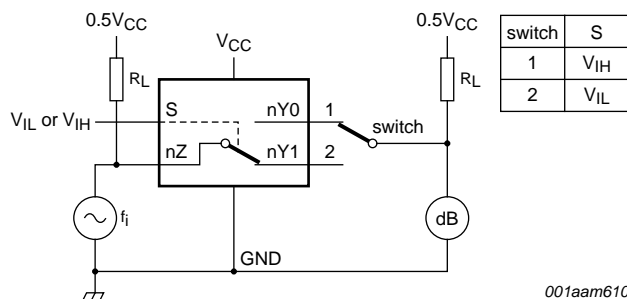 0.5VCC
VCC
0.5VCC
switch S
1 VIH
2 VIL
RL
RL
VIL or VIH
S
nY0
1
switch
nZ
nY1
2
fi
dB
GND
001aam610